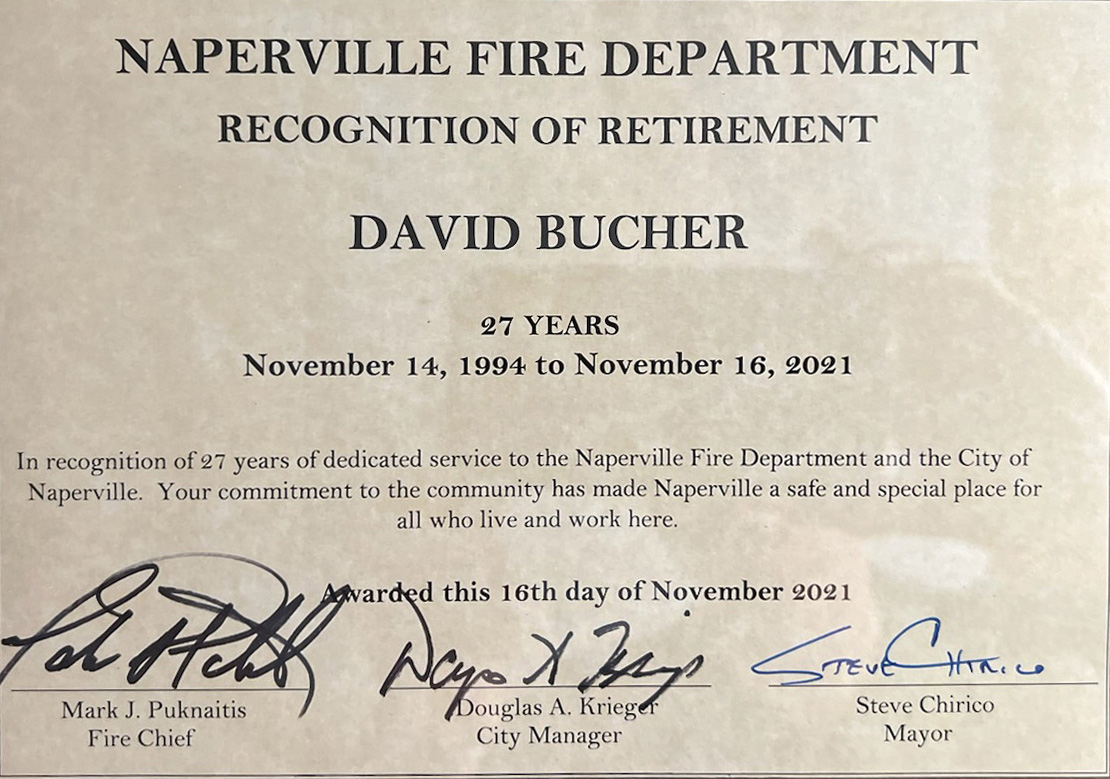 NAPERVILLE FIRE DEPARTMENT
RECOGNITION OF RETIREMENT
DAVID BUCHER
27 YEARS
November 14, 1994 to November 16, 2021
In recognition of 27 years of dedicated service to the Naperville Fire Department and the City of
Naperville. Your commitment to the community has made Naperville a safe and special place for
all who live and work here.
Awarded this 16th day of November 2021
STEVE CHIRICO
Mark J. Puknaitis
Fire Chief
Douglas A. Krieger
City Manager
Steve Chirico
Mayor